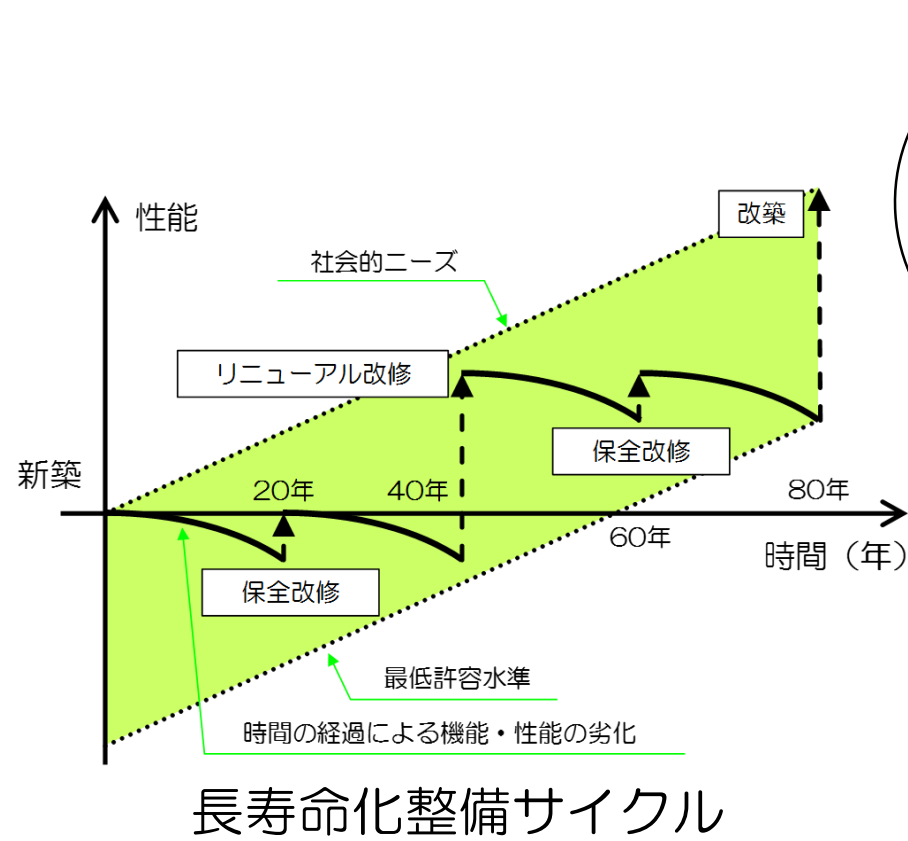 性能
改築
社会的ニーズ
リニューアル改修
保全改修
新築
20年
40年
80年
60年
時間（年）
保全改修
最低許容水準
時間の経過による機能・性能の劣化
長寿命化整備サイクル